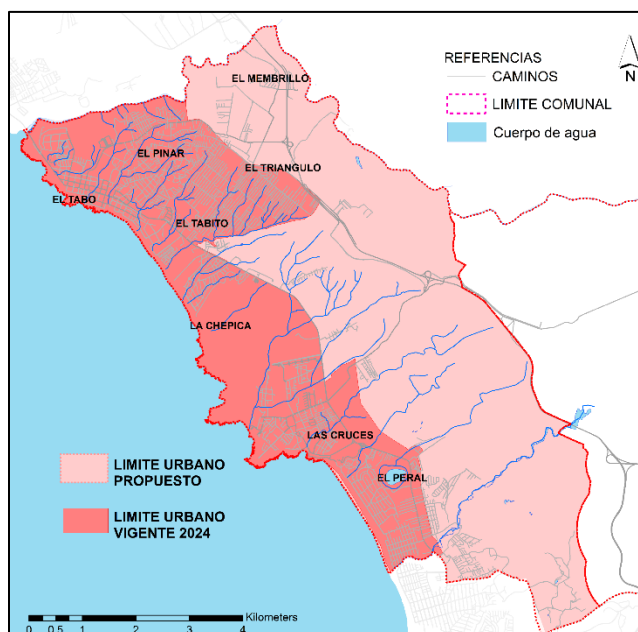 REFERENCIAS
CAMINOS
LIMITE COMUNAL
Cuerpo de agua
N
EL MEMBRILLO
EL PINAR
EL TRIANGULO
EL TABO
EL TABITO
LA CHEPICA
LAS CRUCES
EL PERAL
LIMITE URBANO
PROPUESTO
LIMITE URBANO
VIGENTE 2024
Kilometers
0 0.5 1 2 3 4